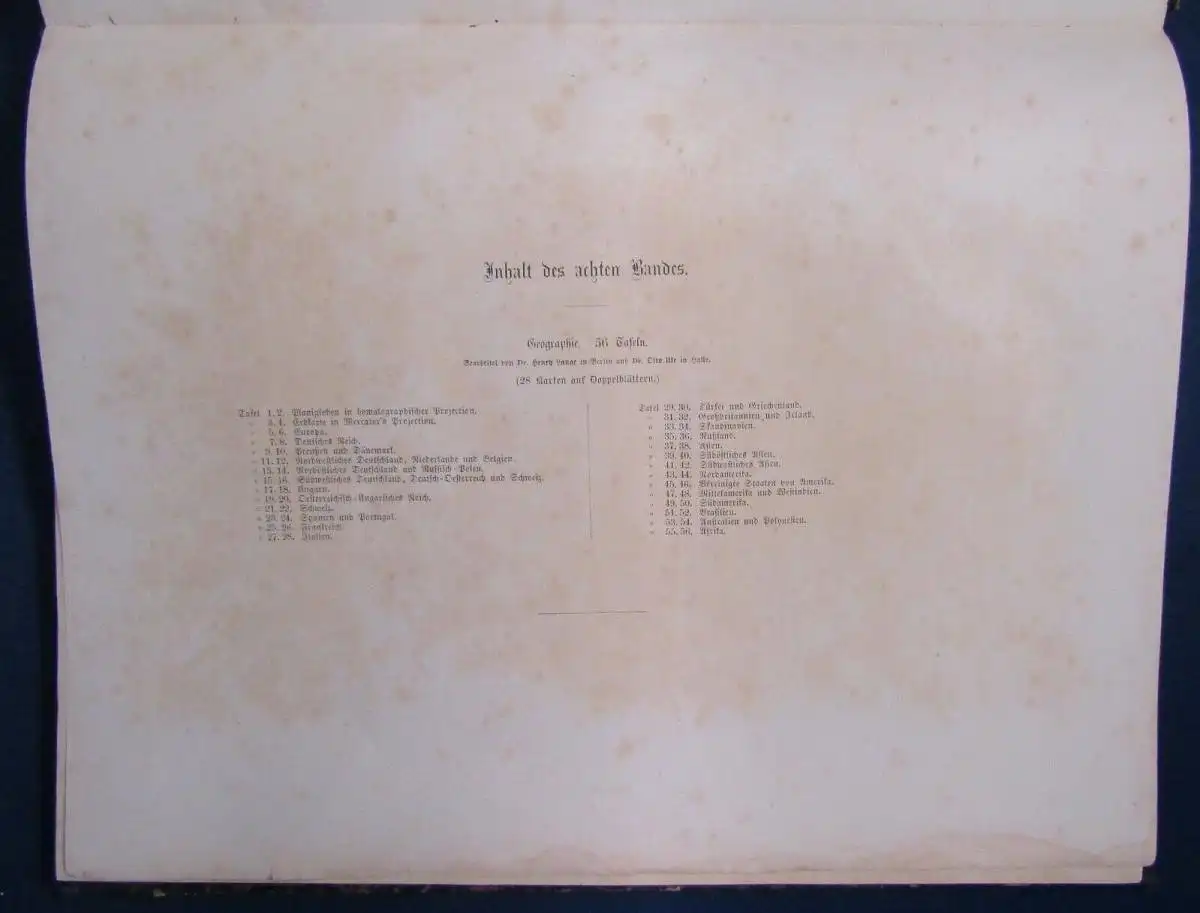 Inhalt des achten Bandes.
Geographie. 56 Tafeln.
Bearbeitet von Dr. Henry Lange in Berlin und Dr. Otto Ule in Halle.
(28 Karten auf Doppelblättern.)
Tafel 1. 2. Planigloben in homalographischer Projection.
" 3. 4. Erdkarte in Mercator's Projection.
" 5. 6. Europa.
" 7. 8. Deutsches Reich.
" 9. 10. Preußen und Dänemark.
" 11. 12. Nordwestliches Deutschland, Niederlande und Belgien.
" 13. 14. Nordöstliches Deutschland und Russisch-Polen.
" 15. 16. Südwestliches Deutschland, Deutsch-Oesterreich und Schweiz.
" 17. 18. Ungarn.
" 19. 20. Oesterreichisch-Ungarisches Reich.
" 21. 22. Schweiz.
" 23. 24. Spanien und Portugal.
" 25. 26. Frankreich.
" 27. 28. Italien.
Tafel 29. 30. Türkei und Griechenland.
" 31. 32. Großbritannien und Irland.
" 33. 34. Skandinavien.
" 35. 36. Rußland.
" 37. 38. Asien.
" 39. 40. Südöstliches Asien.
" 41. 42. Südwestliches Asien.
" 43. 44. Nordamerika.
" 45. 46. Vereinigte Staaten von Amerika.
" 47. 48. Mittelamerika und Westindien.
" 49. 50. Südamerika.
" 51. 52. Brasilien.
" 53. 54. Australien und Polynesien.
" 55. 56. Afrika.